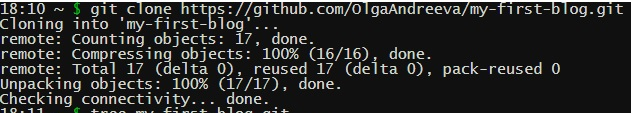 18:10 ~ $ git clone https://github.com/OlgaAndreeva/my-first-blog.git
Cloning into 'my-first-blog'...
remote: Counting objects: 17, done.
remote: Compressing objects: 100% (16/16), done.
remote: Total 17 (delta 0), reused 17 (delta 0), pack-reused 0
Unpacking objects: 100% (17/17), done.
Checking connectivity... done.
18:11 ~ $ tree my-first-blog.git